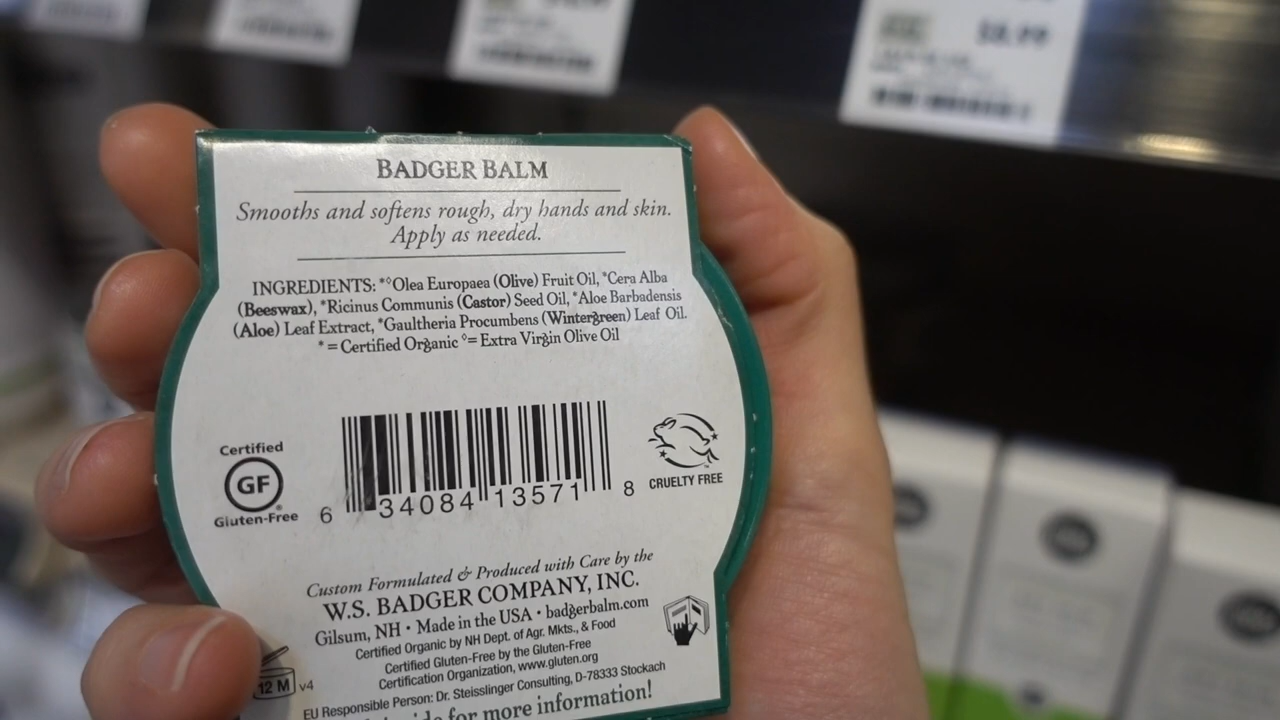 $8.99
BADGER BALM
Smooths and softens rough, dry hands and skin.
Apply as needed.
INGREDIENTS: *◊Olea Europaea (Olive) Fruit Oil, *Cera Alba
(Beeswax), *Ricinus Communis (Castor) Seed Oil, *Aloe Barbadensis
(Aloe) Leaf Extract, *Gaultheria Procumbens (Wintergreen) Leaf Oil.
* = Certified Organic ◊= Extra Virgin Olive Oil
Certified
GF
®
Gluten-Free
6 34084 13571 8
CRUELTY FREE
Custom Formulated & Produced with Care by the
W.S. BADGER COMPANY, INC.
Gilsum, NH • Made in the USA • badgerbalm.com
Certified Organic by NH Dept. of Agr. Mkts., & Food
Certified Gluten-Free by the Gluten-Free
Certification Organization, www.gluten.org
12 M v4
EU Responsible Person: Dr. Steisslinger Consulting, D-78333 Stockach
for more information!